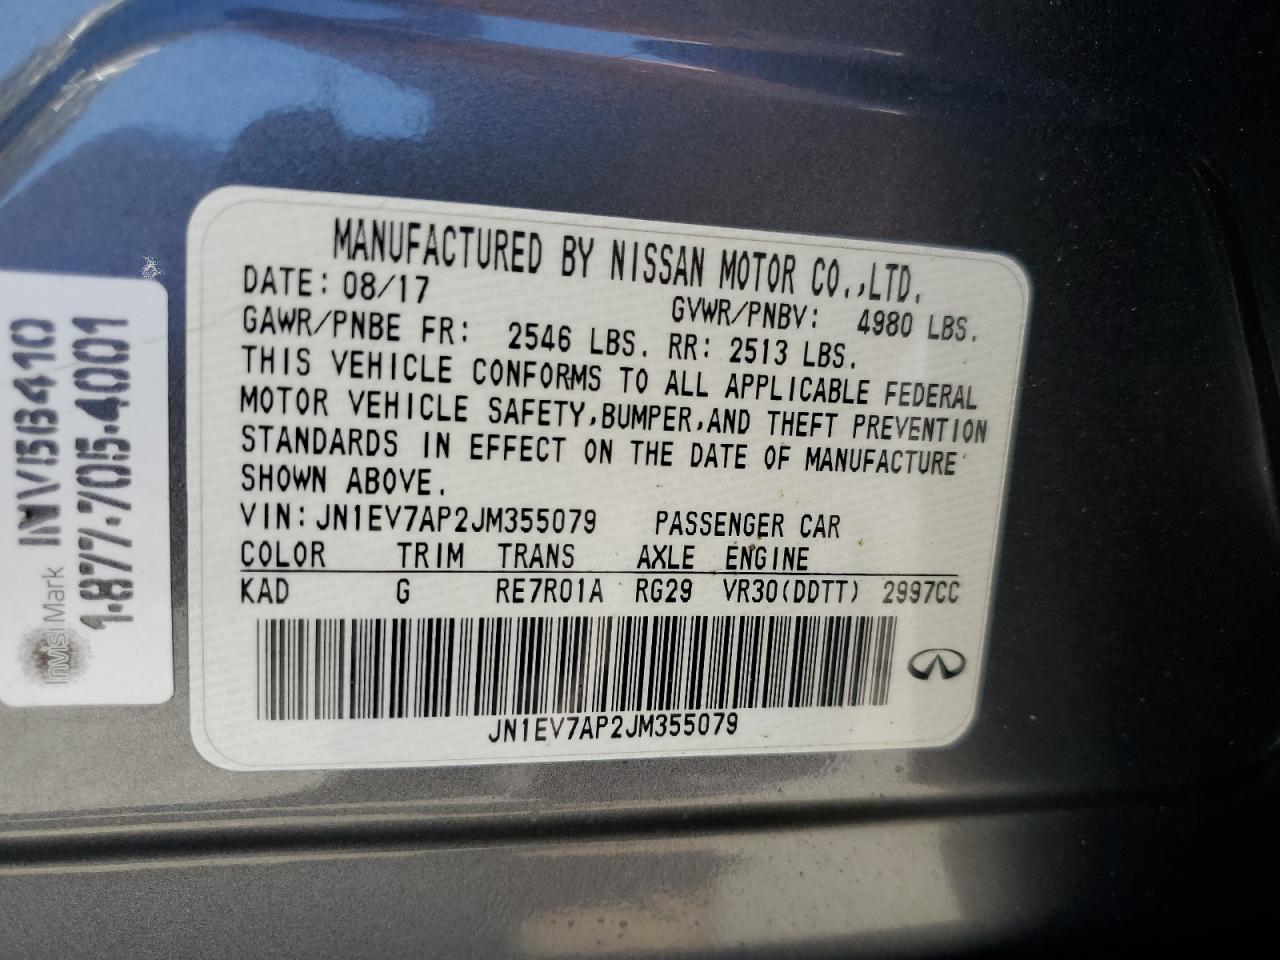 MANUFACTURED BY NISSAN MOTOR CO.,LTD.
DATE: 08/17 GVWR/PNBV: 4980 LBS.
GAWR/PNBE FR: 2546 LBS. RR: 2513 LBS.
THIS VEHICLE CONFORMS TO ALL APPLICABLE FEDERAL
MOTOR VEHICLE SAFETY,BUMPER,AND THEFT PREVENTION
STANDARDS IN EFFECT ON THE DATE OF MANUFACTURE
SHOWN ABOVE.
VIN: JN1EV7AP2JM355079 PASSENGER CAR
COLOR TRIM TRANS AXLE ENGINE
KAD G RE7R01A RG29 VR30(DDTT) 2997CC
JN1EV7AP2JM355079
InvisiMark INV5B410
1-877-705-4001